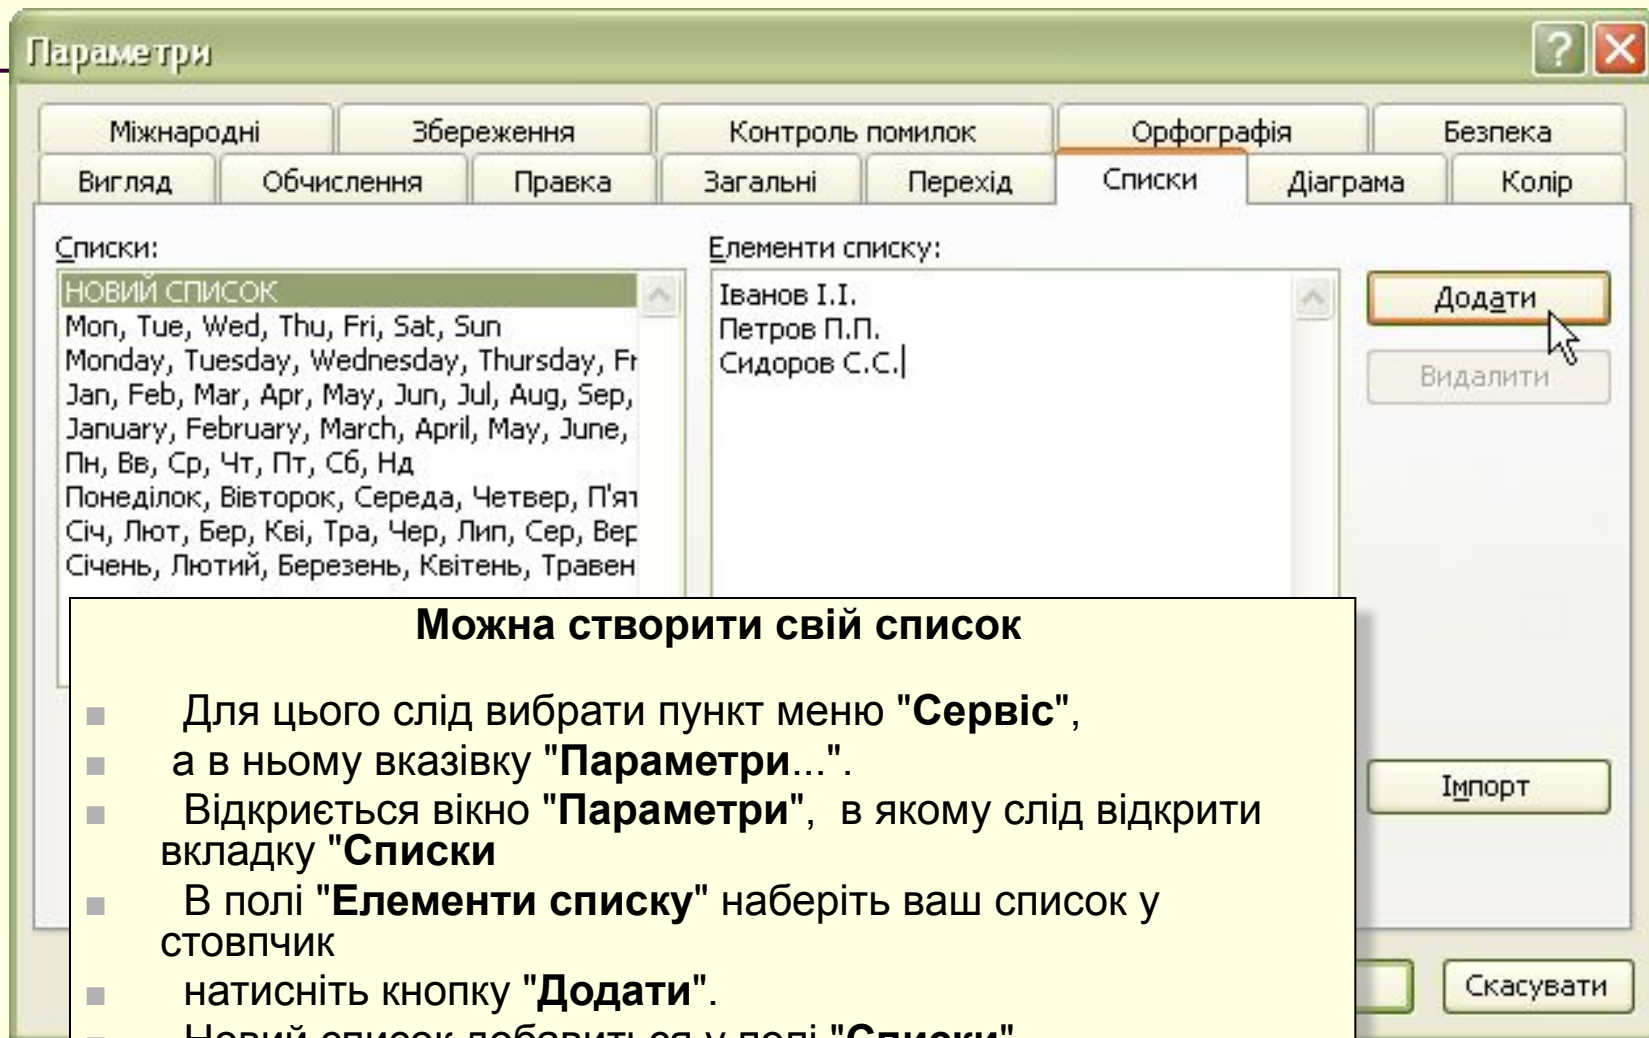 Параметри
Міжнародні Збереження Контроль помилок Орфографія Безпека
Вигляд Обчислення Правка Загальні Перехід Списки Діаграма Колір
Списки:
НОВИЙ СПИСОК
Mon, Tue, Wed, Thu, Fri, Sat, Sun
Monday, Tuesday, Wednesday, Thursday, Fr
Jan, Feb, Mar, Apr, May, Jun, Jul, Aug, Sep,
January, February, March, April, May, June,
Пн, Вв, Ср, Чт, Пт, Сб, Нд
Понеділок, Вівторок, Середа, Четвер, П'ят
Січ, Лют, Бер, Кві, Тра, Чер, Лип, Сер, Вер
Січень, Лютий, Березень, Квітень, Травен
Елементи списку:
Іванов І.І.
Петров П.П.
Сидоров С.С.
Додати
Видалити
Імпорт
Скасувати
Можна створити свій список
Для цього слід вибрати пункт меню "Сервіс",
а в ньому вказівку "Параметри...".
Відкриється вікно "Параметри", в якому слід відкрити
вкладку "Списки
В полі "Елементи списку" наберіть ваш список у
стовпчик
натисніть кнопку "Додати".
Новий список добавиться у полі "Списки"